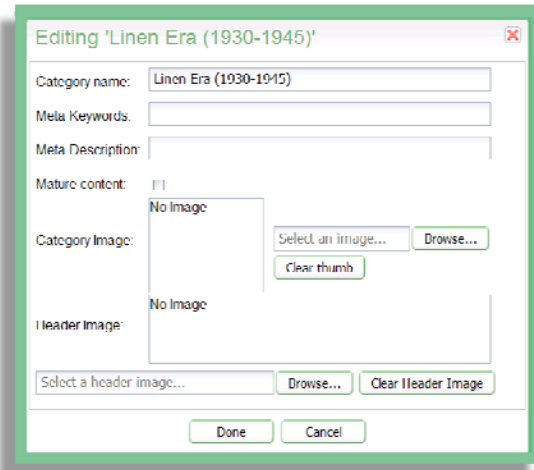 Editing 'Linen Era (1930-1945)'
Category name: Linen Era (1930-1945)
Meta Keywords:
Meta Description:
Mature content:
No Image
Category Image: Select an image... Browse...
Clear thumb
No Image
Header Image:
Select a header image... Browse... Clear Header Image
Done Cancel